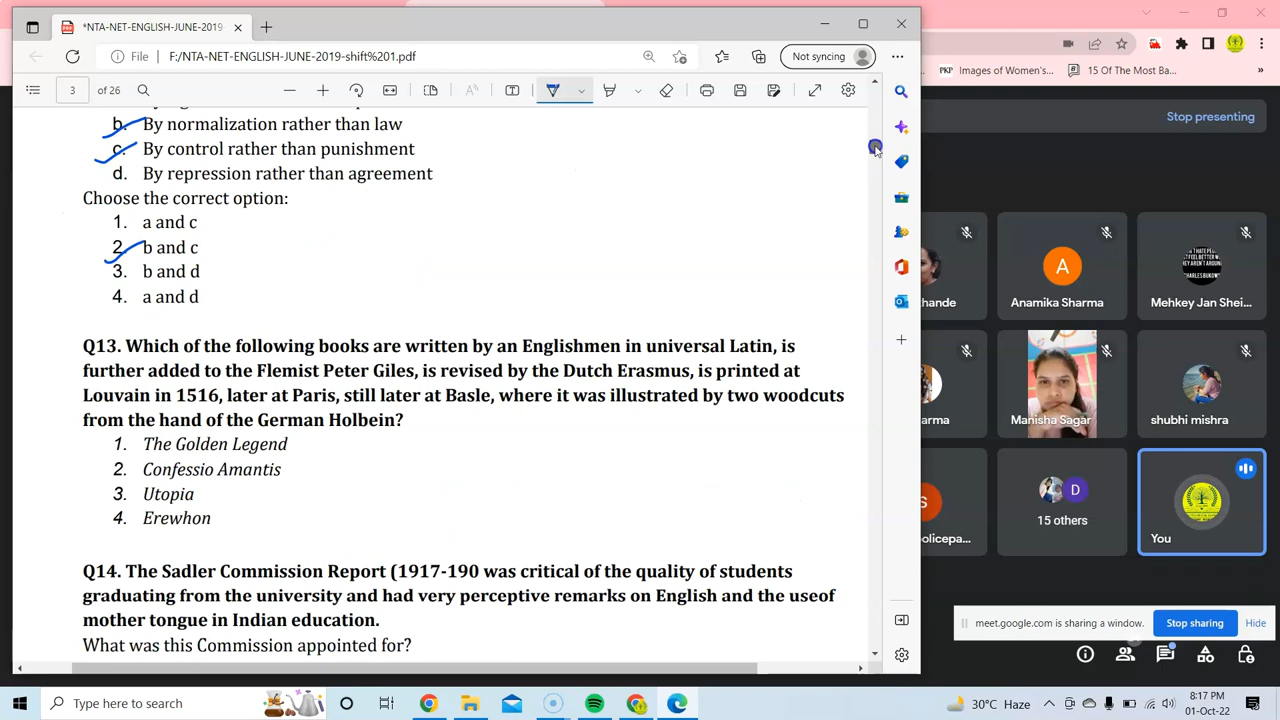 *NTA-NET-ENGLISH-JUNE-2019-
File
F:/NTA-NET-ENGLISH-JUNE-2019-shift%201.pdf
Not syncing
PKP Images of Women's...
15 Of The Most Ba...
3 of 26
Stop presenting
b. By normalization rather than law
c. By ontrol rather than punishment
d. By repression rather than agreement
Choose the correct option:
1. a and c
2. b and c
3. b and d
4. a and d
Q13. Which of the following books are written by an Englishmen in universal Latin, is
further added to the Flemist Peter Giles, is revised by the Dutch Erasmus, is printed at
Louvain in 1516, later at Paris, still later at Basle, where it was illustrated by two woodcuts
from the hand of the German Holbein?
1. The Golden Legend
2. Confessio Amantis
3. Utopia
4. Erewhon
Q14. The Sadler Commission Report (1917-190 was critical of the quality of students
graduating from the university and had very perceptive remarks on English and the useof
mother tongue in Indian education.
What was this Commission appointed for?
hande
A
Anamika Sharma
CHARLES BUKOW
Mehkey Jan Shei...
arma
Manisha Sagar
shubhi mishra
S
olicepa...
D
15 others
You
meet.google.com is sharing a window.
Stop sharing
Hide
Type here to search
30°C Haze
8:17 PM
01-Oct-22